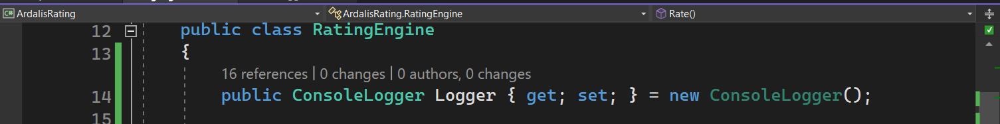 C# ArdalisRating ArdalisRating.RatingEngine Rate()
12 public class RatingEngine
13 {
16 references | 0 changes | 0 authors, 0 changes
14 public ConsoleLogger Logger { get; set; } = new ConsoleLogger();
15